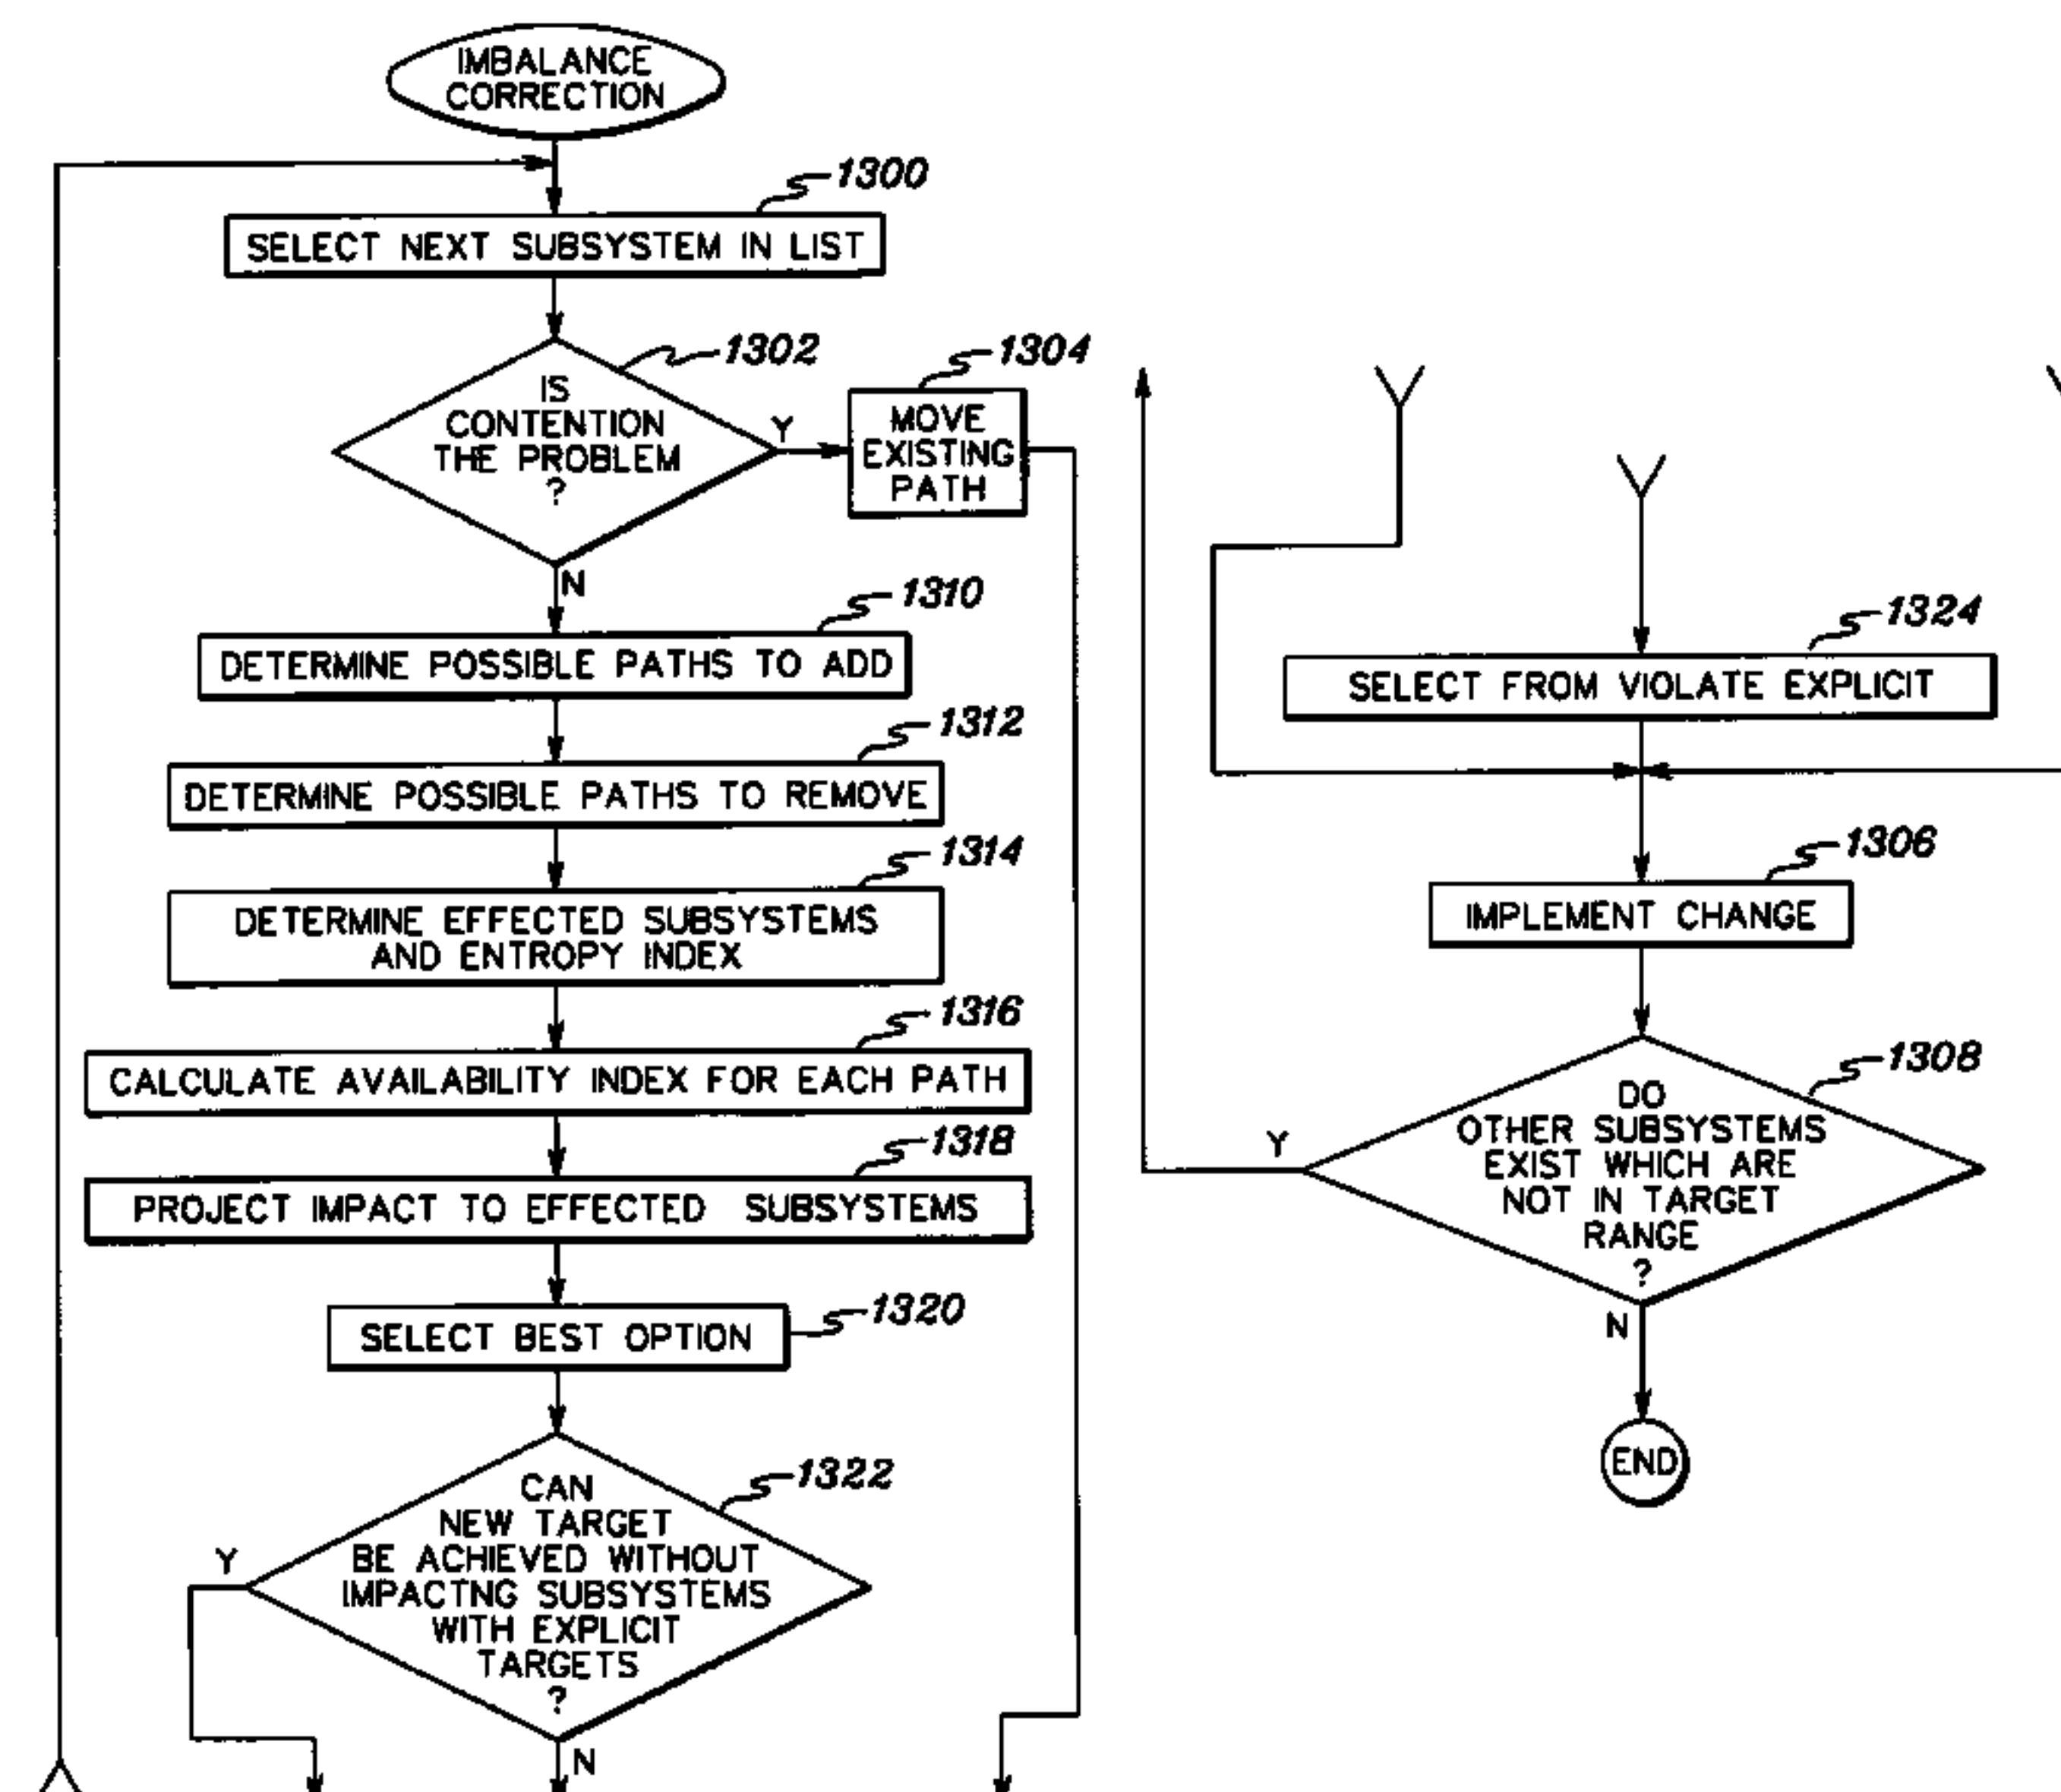 IMBALANCE
CORRECTION
1300
SELECT NEXT SUBSYSTEM IN LIST
1302
IS
CONTENTION
THE PROBLEM
?
Y
1304
MOVE
EXISTING
PATH
N
1310
DETERMINE POSSIBLE PATHS TO ADD
1312
DETERMINE POSSIBLE PATHS TO REMOVE
1314
DETERMINE EFFECTED SUBSYSTEMS
AND ENTROPY INDEX
1316
CALCULATE AVAILABILITY INDEX FOR EACH PATH
1318
PROJECT IMPACT TO EFFECTED SUBSYSTEMS
1320
SELECT BEST OPTION
1322
CAN
NEW TARGET
BE ACHIEVED WITHOUT
IMPACTNG SUBSYSTEMS
WITH EXPLICIT
TARGETS
?
Y
N
1324
SELECT FROM VIOLATE EXPLICIT
1306
IMPLEMENT CHANGE
1308
DO
OTHER SUBSYSTEMS
EXIST WHICH ARE
NOT IN TARGET
RANGE
?
Y
N
END